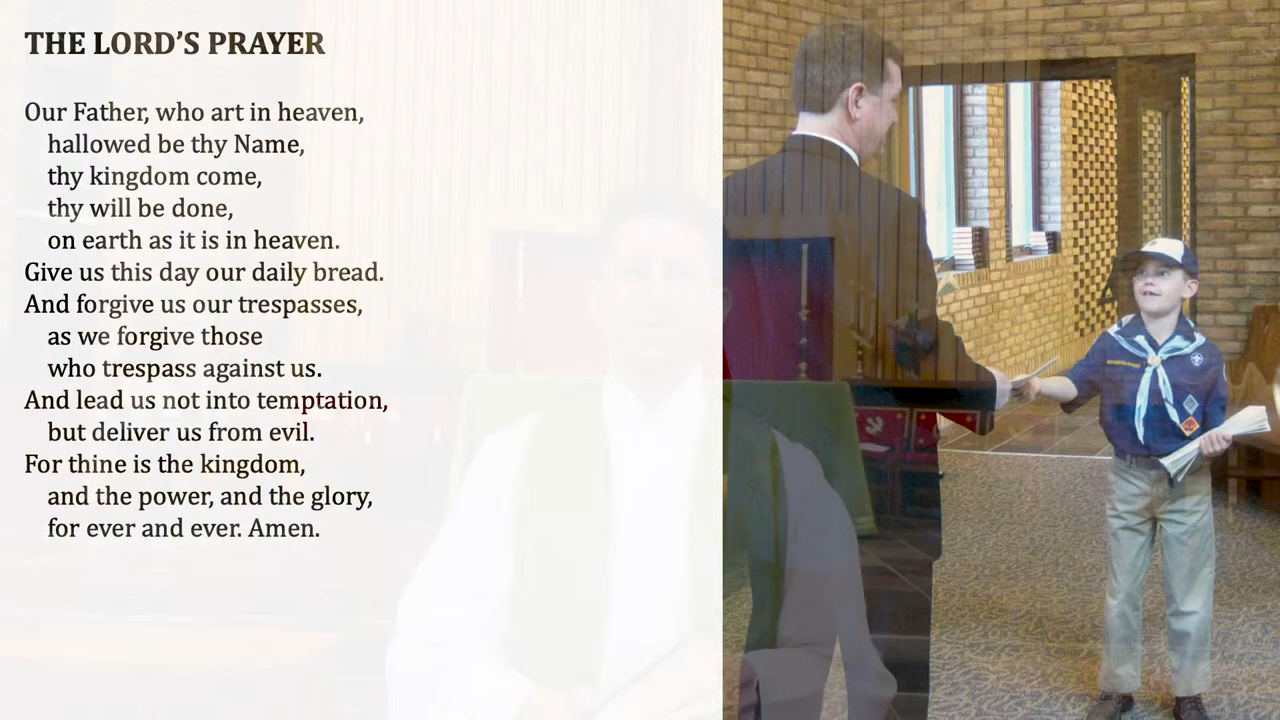 THE LORD’S PRAYER
Our Father, who art in heaven,
hallowed be thy Name,
thy kingdom come,
thy will be done,
on earth as it is in heaven.
Give us this day our daily bread.
And forgive us our trespasses,
as we forgive those
who trespass against us.
And lead us not into temptation,
but deliver us from evil.
For thine is the kingdom,
and the power, and the glory,
for ever and ever. Amen.